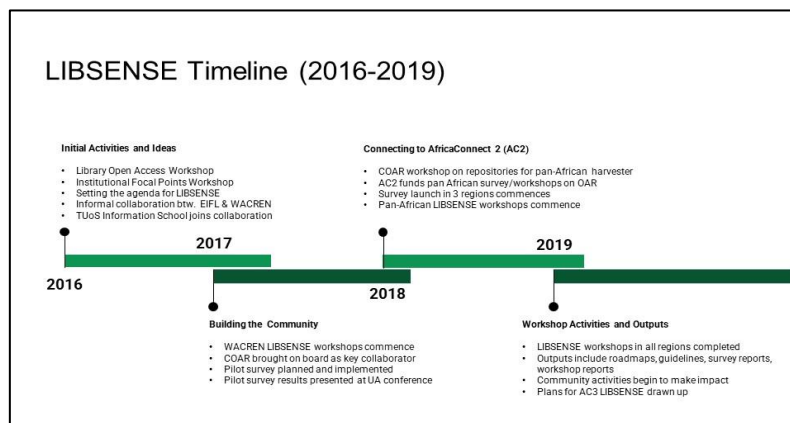 LIBSENSE Timeline (2016-2019)
Initial Activities and Ideas
• Library Open Access Workshop
• Institutional Focal Points Workshop
• Setting the agenda for LIBSENSE
• Informal collaboration btw. EIFL & WACREN
• TUoS Information School joins collaboration
Connecting to AfricaConnect 2 (AC2)
• COAR workshop on repositories for pan-African harvester
• AC2 funds pan African survey/workshops on OAR
• Survey launch in 3 regions commences
• Pan-African LIBSENSE workshops commence
2016
2017
2018
2019
Building the Community
• WACREN LIBSENSE workshops commence
• COAR brought on board as key collaborator
• Pilot survey planned and implemented
• Pilot survey results presented at UA conference
Workshop Activities and Outputs
• LIBSENSE workshops in all regions completed
• Outputs include roadmaps, guidelines, survey reports,
workshop reports
• Community activities begin to make impact
• Plans for AC3 LIBSENSE drawn up